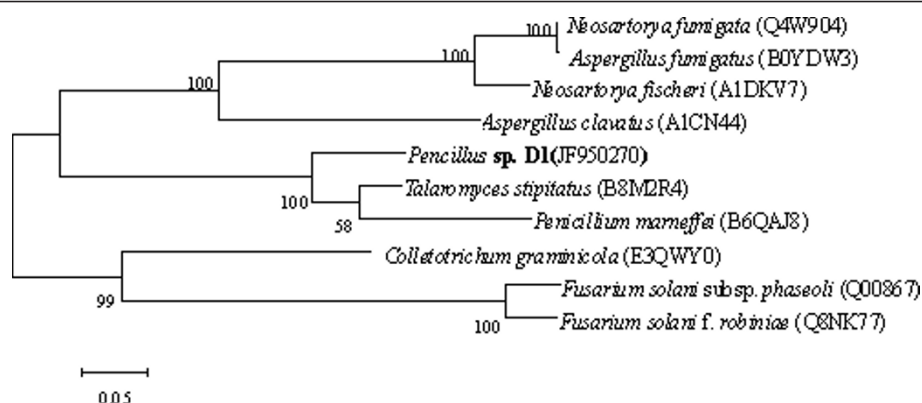 100
Neosartorya fumigata (Q4W904)
100
Aspergillus fumigatus (B0YDW3)
100
Neosartorya fischeri (A1DKV7)
Aspergillus clavatus (A1CN44)
Pencillus sp. D1(JF950270)
100
Talaromyces stipitatus (B8M2R4)
58
Penicillium marneffei (B6QAJ8)
Colletotrichum graminicola (E3QWY0)
99
Fusarium solani subsp. phaseoli (Q00867)
100
Fusarium solani f. robiniae (Q8NK77)
0.05